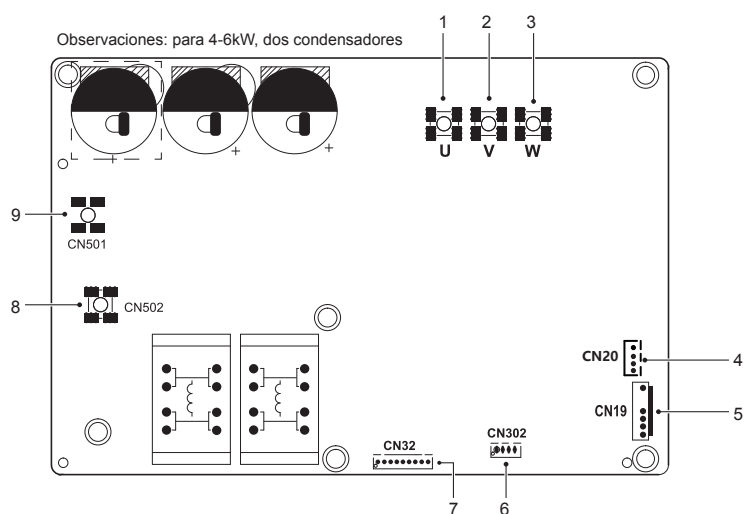 Observaciones: para 4-6kW, dos condensadores
1
2
3
U
V
W
9
CN501
8
CN502
CN20
4
CN19
5
CN302
CN32
7
6